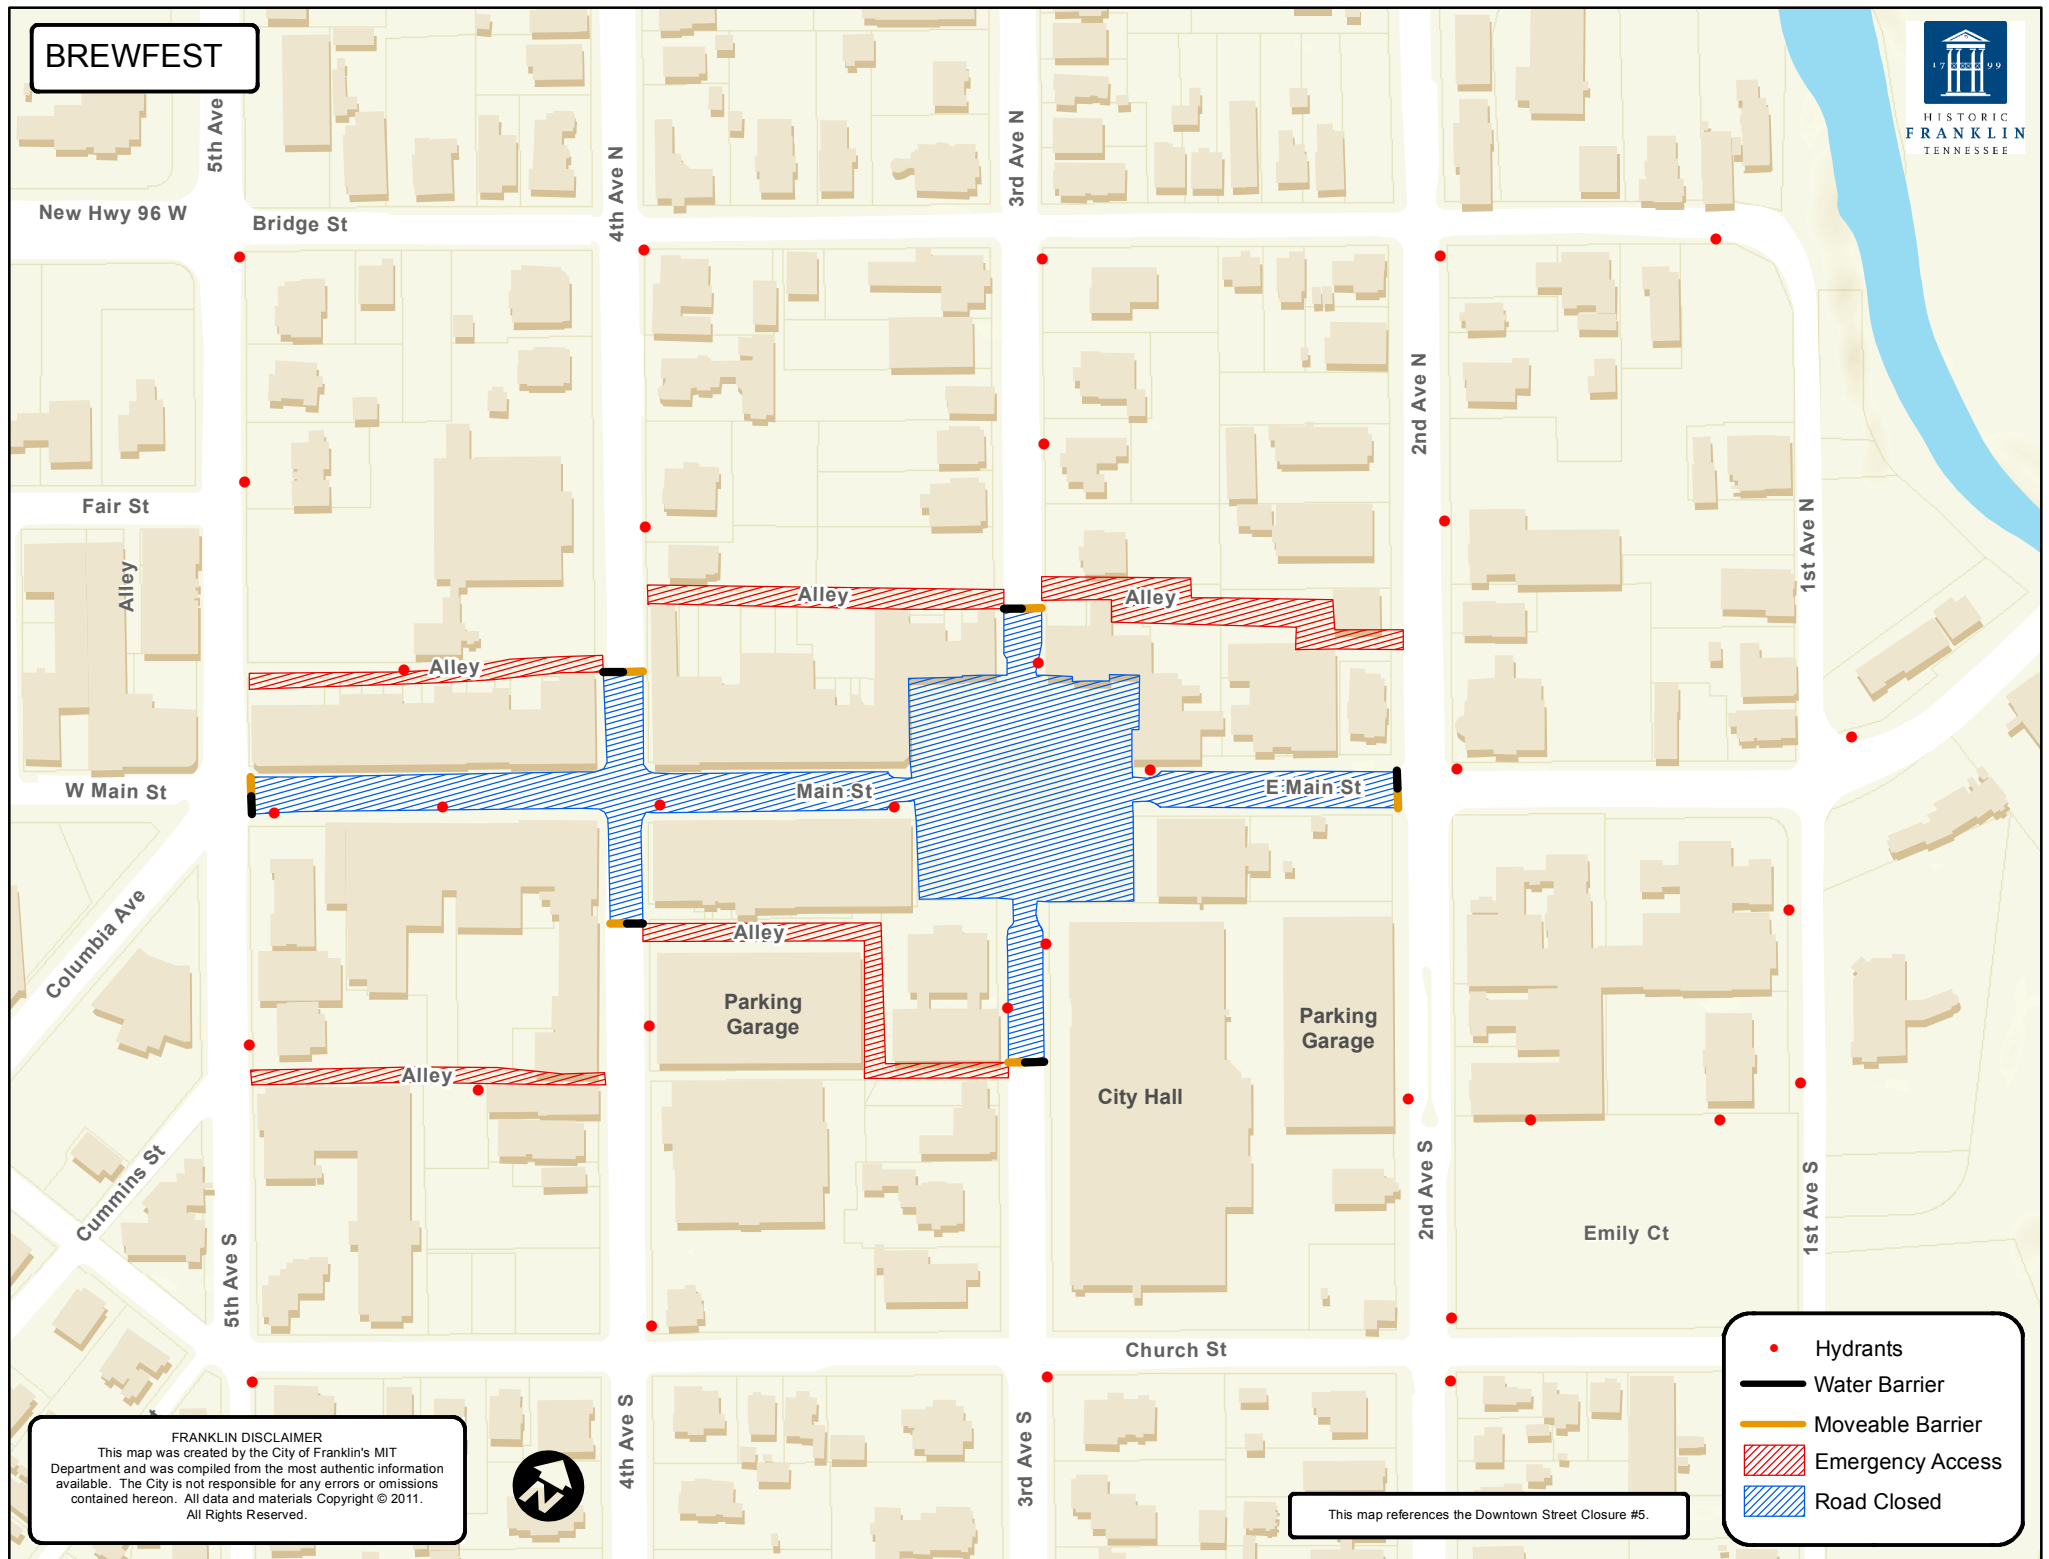 BREWFEST
1799
HISTORIC
FRANKLIN
TENNESSEE
5th Ave
4th Ave N
3rd Ave N
New Hwy 96 W
Bridge St
2nd Ave N
Fair St
1st Ave N
Alley
Alley
Alley
Alley
W Main St
Main St
E Main St
Columbia Ave
Alley
Parking
Garage
Parking
Garage
Alley
City Hall
Cummins St
5th Ave S
2nd Ave S
1st Ave S
Emily Ct
Church St
4th Ave S
3rd Ave S
Hydrants
Water Barrier
Moveable Barrier
Emergency Access
Road Closed
FRANKLIN DISCLAIMER
This map was created by the City of Franklin's MIT
Department and was compiled from the most authentic information
available. The City is not responsible for any errors or omissions
contained hereon. All data and materials Copyright © 2011.
All Rights Reserved.
N
This map references the Downtown Street Closure #5.